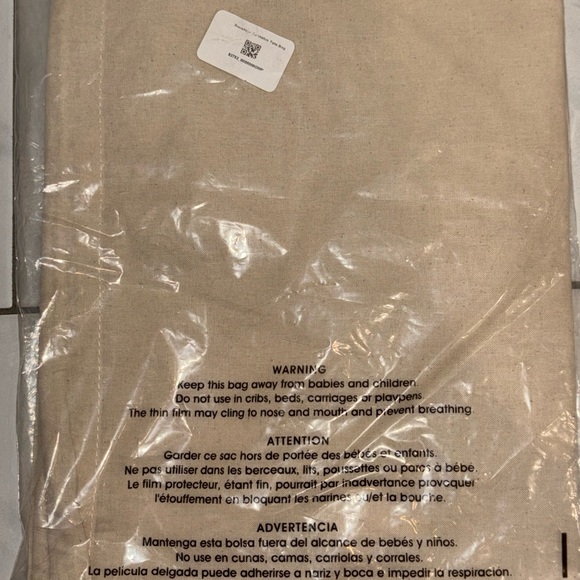 WARNING
Keep this bag away from babies and children.
Do not use in cribs, beds, carriages or playpens.
The thin film may cling to nose and mouth and prevent breathing.
ATTENTION
Garder ce sac hors de portée des bébés et enfants.
Ne pas utiliser dans les berceaux, lits, poussettes ou parcs à bébé.
Le film protecteur, étant fin, pourrait par inadvertance provoquer
l'étouffement en bloquant les narines ou/et la bouche.
ADVERTENCIA
Mantenga esta bolsa fuera del alcance de bebés y niños.
No use en cunas, camas, carriolas y corrales.
La película delgada puede adherirse a nariz y boca e impedir la respiración.